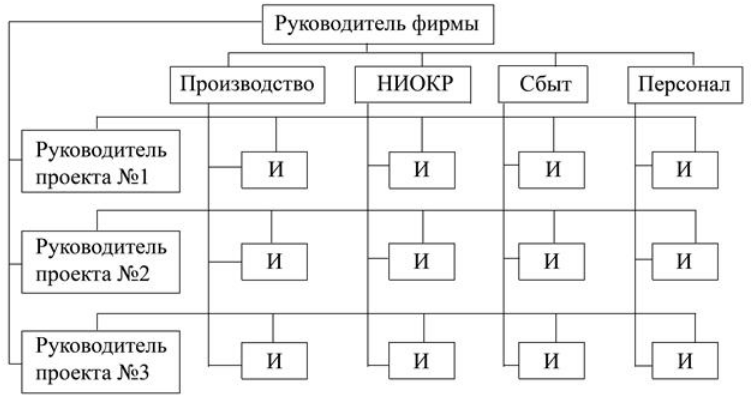 Руководитель фирмы
Производство НИОКР Сбыт Персонал
Руководитель
проекта №1
И И И И
Руководитель
проекта №2
И И И И
Руководитель
проекта №3
И И И И